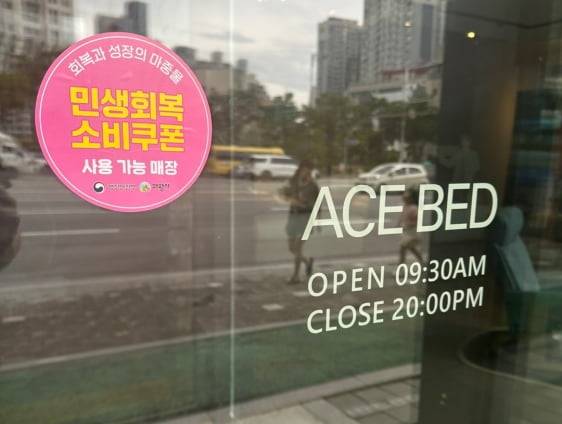 회복과 성장의 마중물
민생회복
소비쿠폰
사용 가능 매장
ACE BED
OPEN 09:30AM
CLOSE 20:00PM